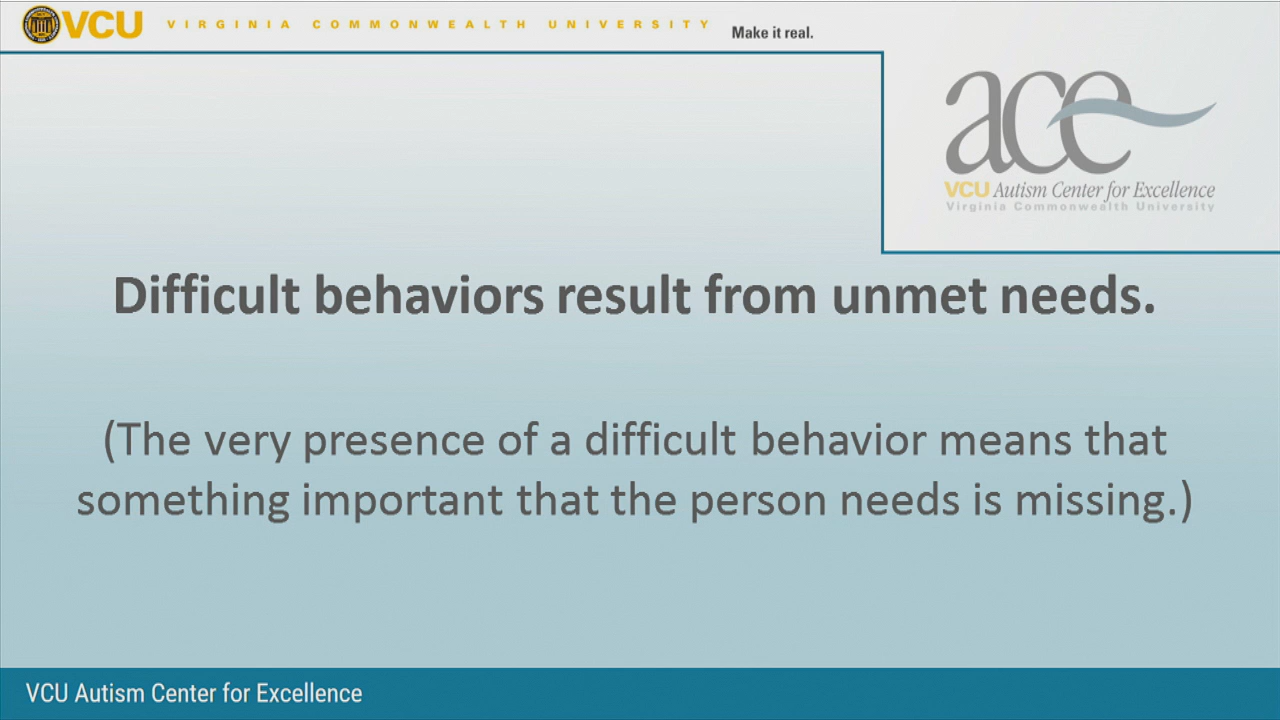 VCU VIRGINIA COMMONWEALTH UNIVERSITY Make it real.
ace
VCU Autism Center for Excellence
Virginia Commonwealth University
Difficult behaviors result from unmet needs.
(The very presence of a difficult behavior means that
something important that the person needs is missing.)
VCU Autism Center for Excellence